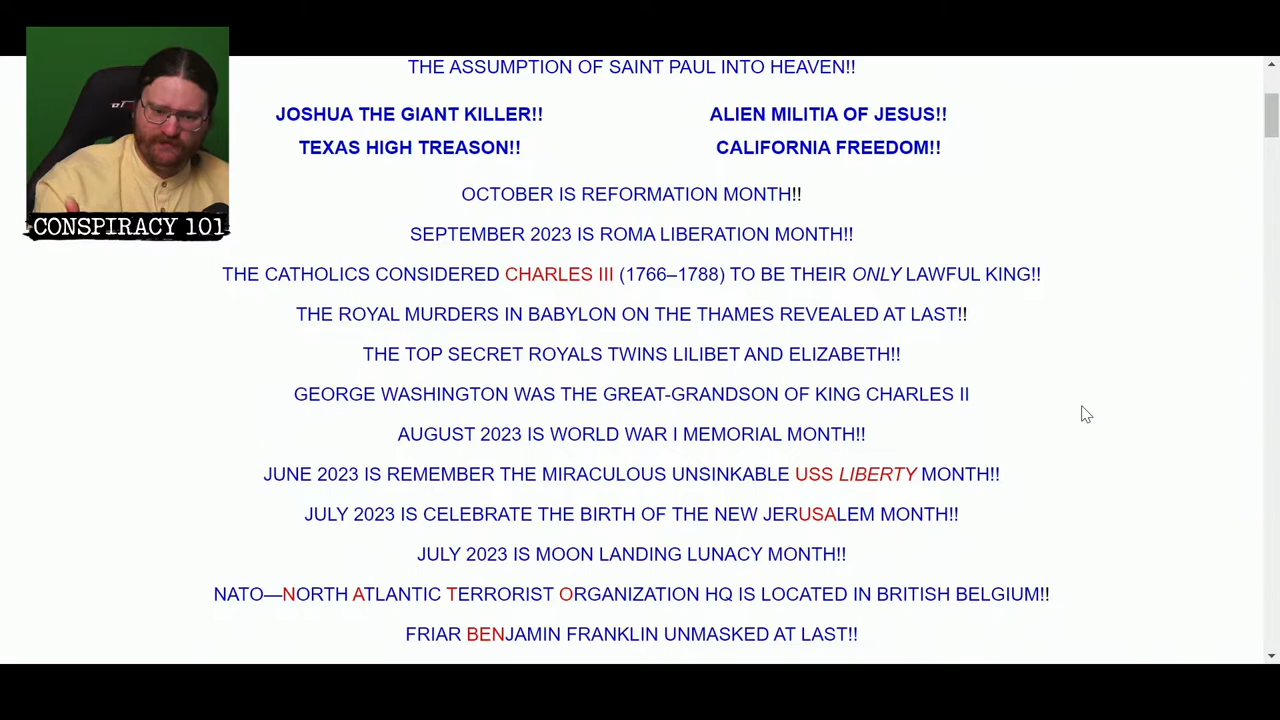 THE ASSUMPTION OF SAINT PAUL INTO HEAVEN!!
JOSHUA THE GIANT KILLER!! ALIEN MILITIA OF JESUS!!
TEXAS HIGH TREASON!! CALIFORNIA FREEDOM!!
OCTOBER IS REFORMATION MONTH!!
CONSPIRACY 101
SEPTEMBER 2023 IS ROMA LIBERATION MONTH!!
THE CATHOLICS CONSIDERED CHARLES III (1766–1788) TO BE THEIR ONLY LAWFUL KING!!
THE ROYAL MURDERS IN BABYLON ON THE THAMES REVEALED AT LAST!!
THE TOP SECRET ROYALS TWINS LILIBET AND ELIZABETH!!
GEORGE WASHINGTON WAS THE GREAT-GRANDSON OF KING CHARLES II
AUGUST 2023 IS WORLD WAR I MEMORIAL MONTH!!
JUNE 2023 IS REMEMBER THE MIRACULOUS UNSINKABLE USS LIBERTY MONTH!!
JULY 2023 IS CELEBRATE THE BIRTH OF THE NEW JERUSALEM MONTH!!
JULY 2023 IS MOON LANDING LUNACY MONTH!!
NATO—NORTH ATLANTIC TERRORIST ORGANIZATION HQ IS LOCATED IN BRITISH BELGIUM!!
FRIAR BENJAMIN FRANKLIN UNMASKED AT LAST!!